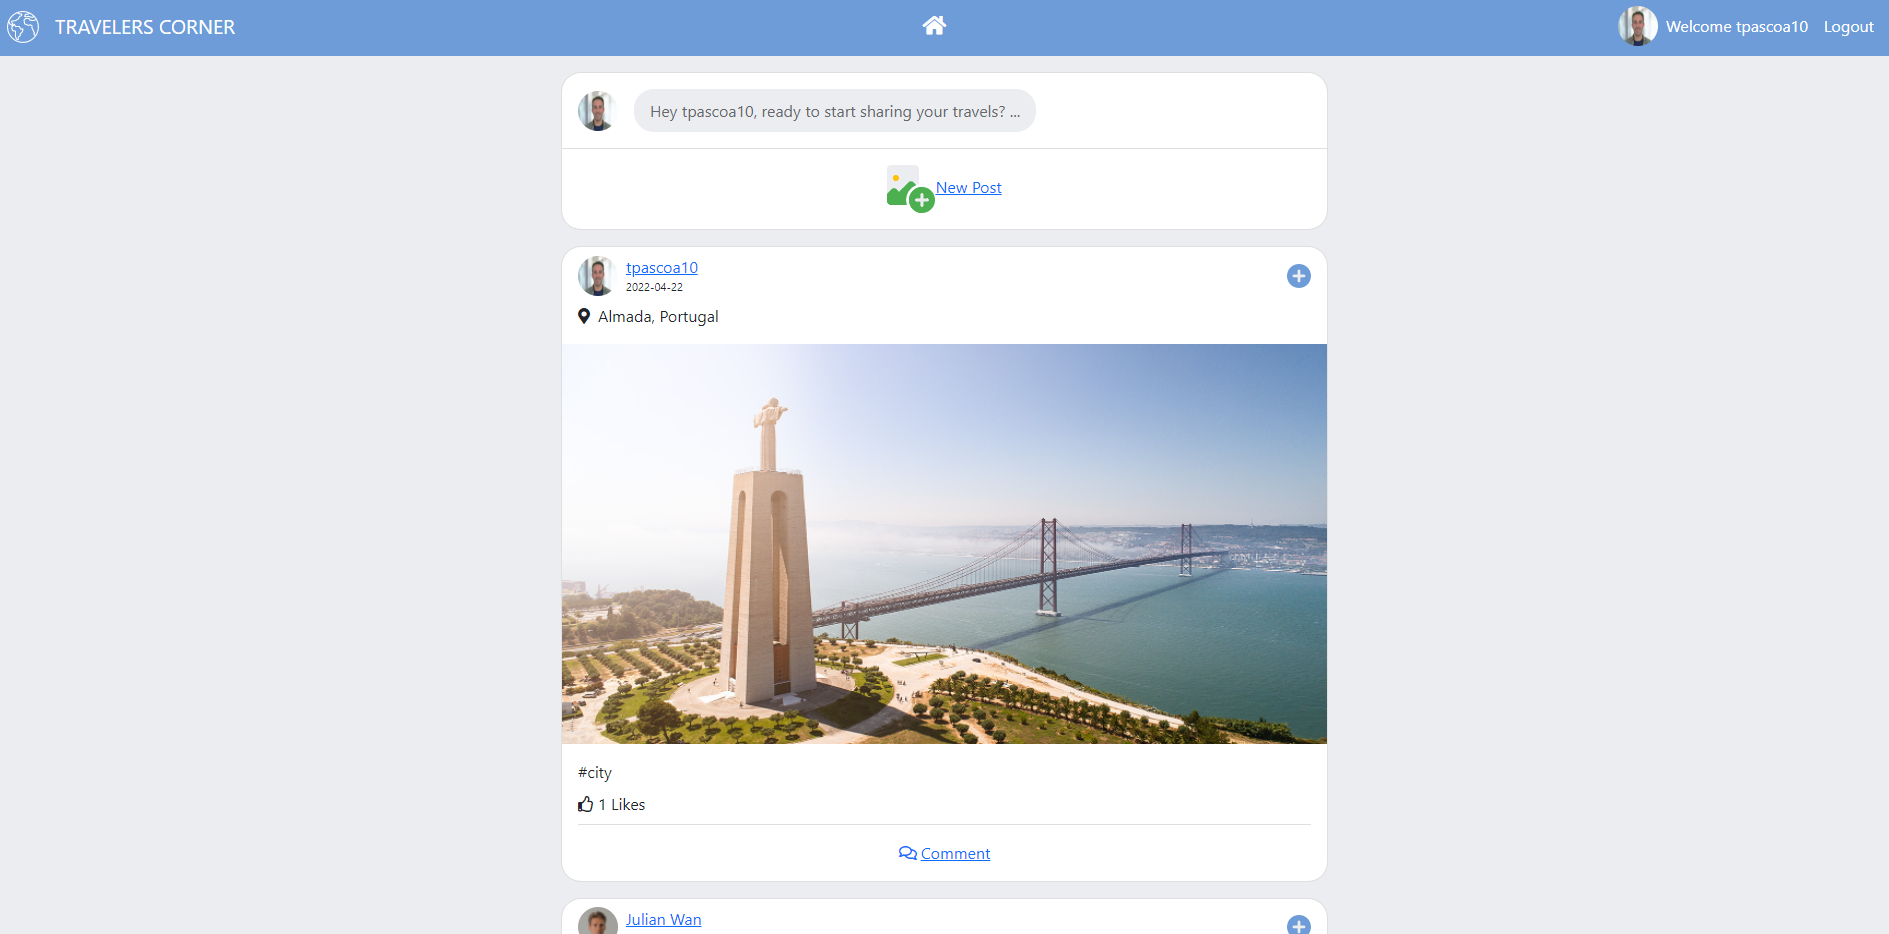 TRAVELERS CORNER
Welcome tpascoa10 Logout
Hey tpascoa10, ready to start sharing your travels? ...
New Post
tpascoa10
2022-04-22
Almada, Portugal
#city
1 Likes
Comment
Julian Wan